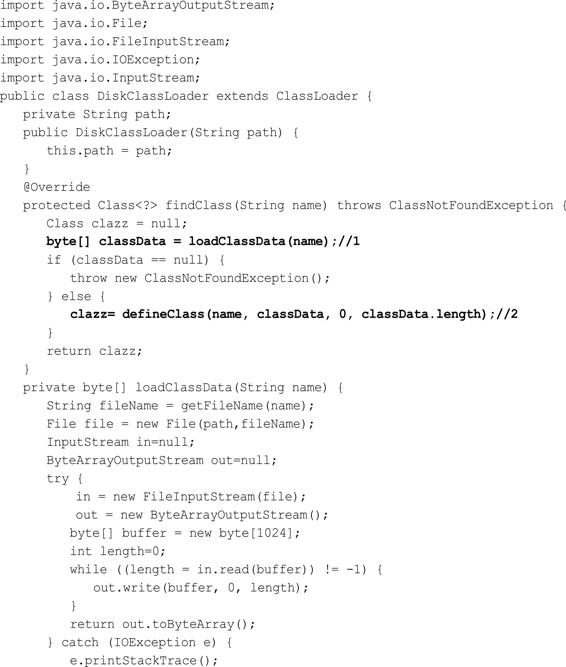 import java.io.ByteArrayOutputStream;
import java.io.File;
import java.io.FileInputStream;
import java.io.IOException;
import java.io.InputStream;
public class DiskClassLoader extends ClassLoader {
private String path;
public DiskClassLoader(String path) {
this.path = path;
}
@Override
protected Class<?> findClass(String name) throws ClassNotFoundException {
Class clazz = null;
byte[] classData = loadClassData(name);//1
if (classData == null) {
throw new ClassNotFoundException();
} else {
clazz= defineClass(name, classData, 0, classData.length);//2
}
return clazz;
}
private byte[] loadClassData(String name) {
String fileName = getFileName(name);
File file = new File(path,fileName);
InputStream in=null;
ByteArrayOutputStream out=null;
try {
in = new FileInputStream(file);
out = new ByteArrayOutputStream();
byte[] buffer = new byte[1024];
int length=0;
while ((length = in.read(buffer)) != -1) {
out.write(buffer, 0, length);
}
return out.toByteArray();
} catch (IOException e) {
e.printStackTrace();